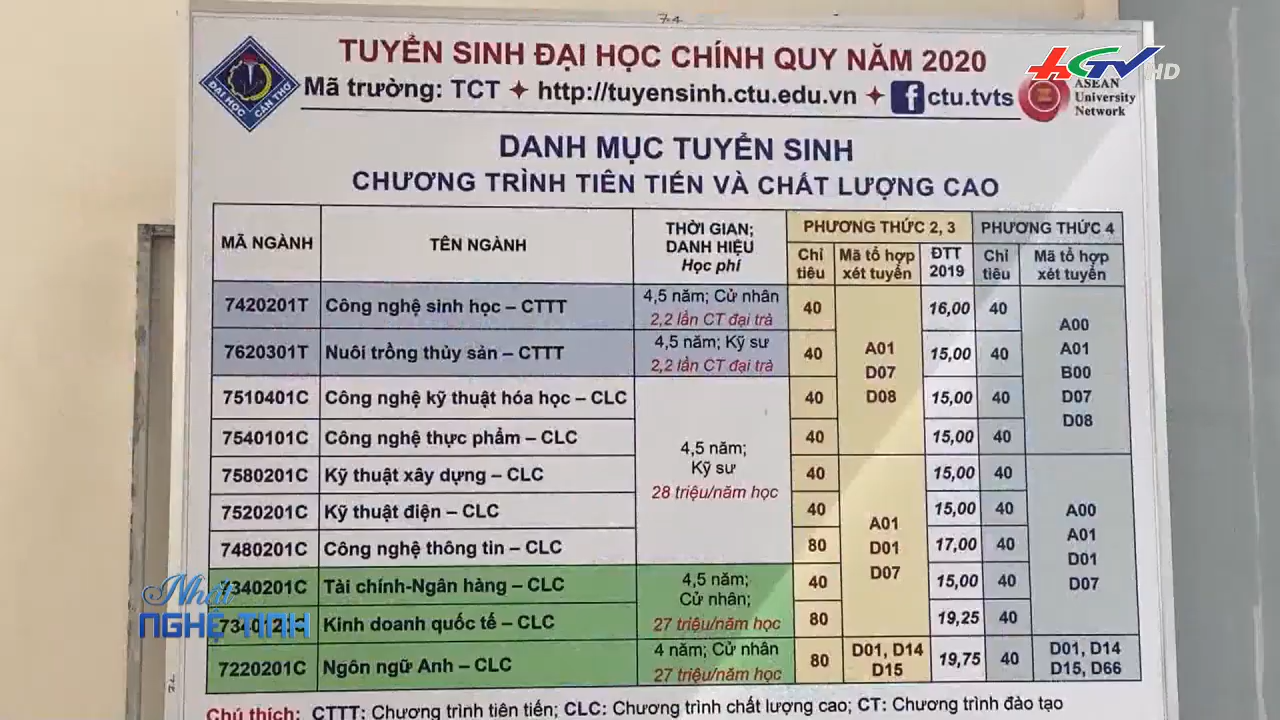 TUYỂN SINH ĐẠI HỌC CHÍNH QUY NĂM 2020
HGTV HD
ĐẠI HỌC CẦN THƠ
Mã trường: TCT ✦ http://tuyensinh.ctu.edu.vn ✦ f ctu.tvts
ASEAN
University
Network
DANH MỤC TUYỂN SINH
CHƯƠNG TRÌNH TIÊN TIẾN VÀ CHẤT LƯỢNG CAO
MÃ NGÀNH TÊN NGÀNH THỜI GIAN; DANH HIỆU Học phí PHƯƠNG THỨC 2, 3 PHƯƠNG THỨC 4
Chỉ tiêu Mã tổ hợp xét tuyển ĐTT 2019 Chỉ tiêu Mã tổ hợp xét tuyển
7420201T Công nghệ sinh học – CTTT 4,5 năm; Cử nhân 2,2 lần CT đại trà 40 16,00 40
7620301T Nuôi trồng thủy sản – CTTT 4,5 năm; Kỹ sư 2,2 lần CT đại trà 40 15,00 40
7510401C Công nghệ kỹ thuật hóa học – CLC 40 15,00 40
7540101C Công nghệ thực phẩm – CLC 40 15,00 40
A01
D07
D08
A00
A01
B00
D07
D08
4,5 năm;
Kỹ sư
28 triệu/năm học
7580201C Kỹ thuật xây dựng – CLC 40 15,00 40
7520201C Kỹ thuật điện – CLC 40 15,00 40
7480201C Công nghệ thông tin – CLC 80 17,00 40
7340201C Tài chính-Ngân hàng – CLC 40 15,00 40
Kinh doanh quốc tế – CLC 80 19,25 40
4,5 năm;
Cử nhân;
27 triệu/năm học
A01
D01
D07
A00
A01
D01
D07
7220201C Ngôn ngữ Anh – CLC 4 năm; Cử nhân 27 triệu/năm học 80 D01, D14 D15 19,75 40 D01, D14 D15, D66
Chú thích: CTTT: Chương trình tiên tiến; CLC: Chương trình chất lượng cao; CT: Chương trình đào tạo
Nhất
NGHỆ TINH